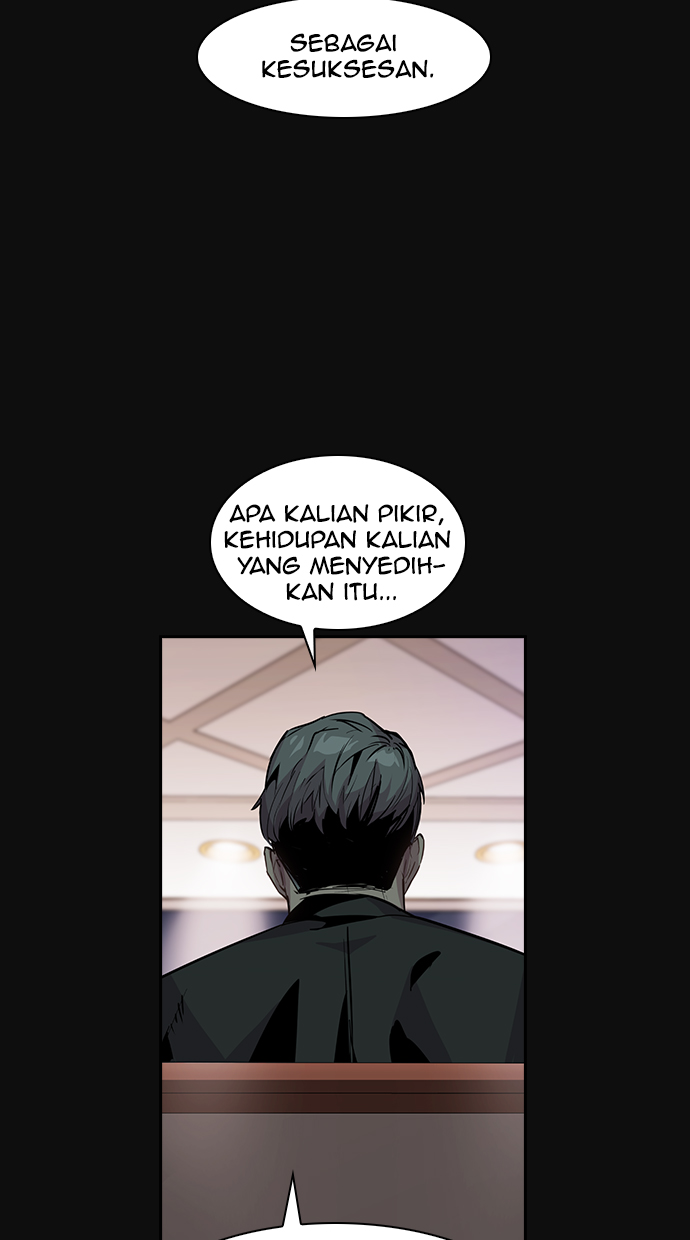 SEBAGAI
KESUKSESAN.
APA KALIAN PIKIR,
KEHIDUPAN KALIAN
YANG MENYEDIH-
KAN ITU...